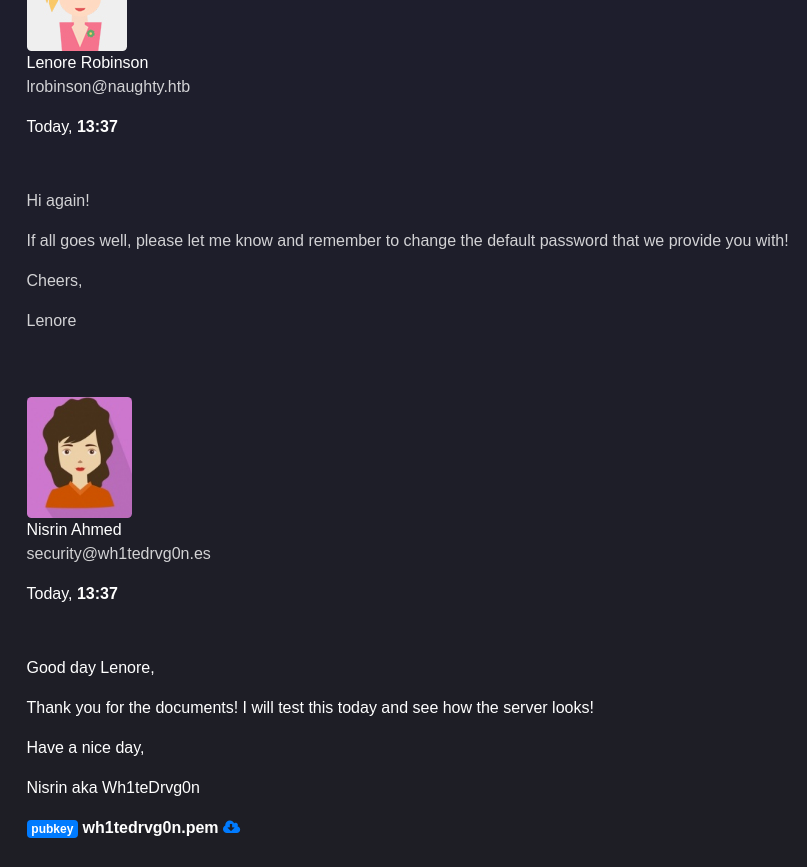 Lenore Robinson
lrobinson@naughty.htb
Today, 13:37
Hi again!
If all goes well, please let me know and remember to change the default password that we provide you with!
Cheers,
Lenore
Nisrin Ahmed
security@wh1tedrvg0n.es
Today, 13:37
Good day Lenore,
Thank you for the documents! I will test this today and see how the server looks!
Have a nice day,
Nisrin aka Wh1teDrvg0n
pubkey wh1tedrvg0n.pem